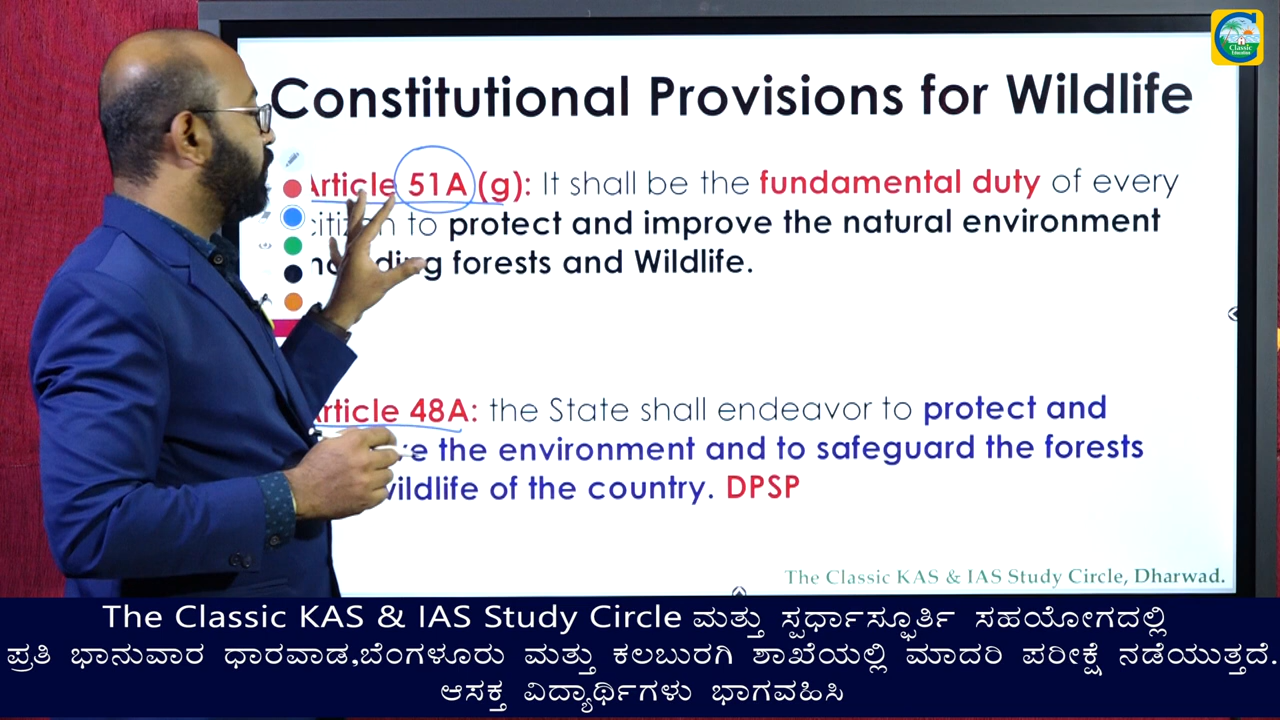 Classic
Education
Constitutional Provisions for Wildlife
Article 51A (g): It shall be the fundamental duty of every
citizen to protect and improve the natural environment
forests and Wildlife.
Article 48A: the State shall endeavor to protect and
the environment and to safeguard the forests
wildlife of the country. DPSP
The Classic KAS & IAS Study Circle, Dharwad.
The Classic KAS & IAS Study Circle ಮತ್ತು ಸ್ಪರ್ಧಾಸ್ಫೂರ್ತಿ ಸಹಯೋಗದಲ್ಲಿ
ಪ್ರತಿ ಭಾನುವಾರ ಧಾರವಾಡ,ಬೆಂಗಳೂರು ಮತ್ತು ಕಲಬುರಗಿ ಶಾಖೆಯಲ್ಲಿ ಮಾದರಿ ಪರೀಕ್ಷೆ ನಡೆಯುತ್ತದೆ.
ಆಸಕ್ತ ವಿದ್ಯಾರ್ಥಿಗಳು ಭಾಗವಹಿಸಿ